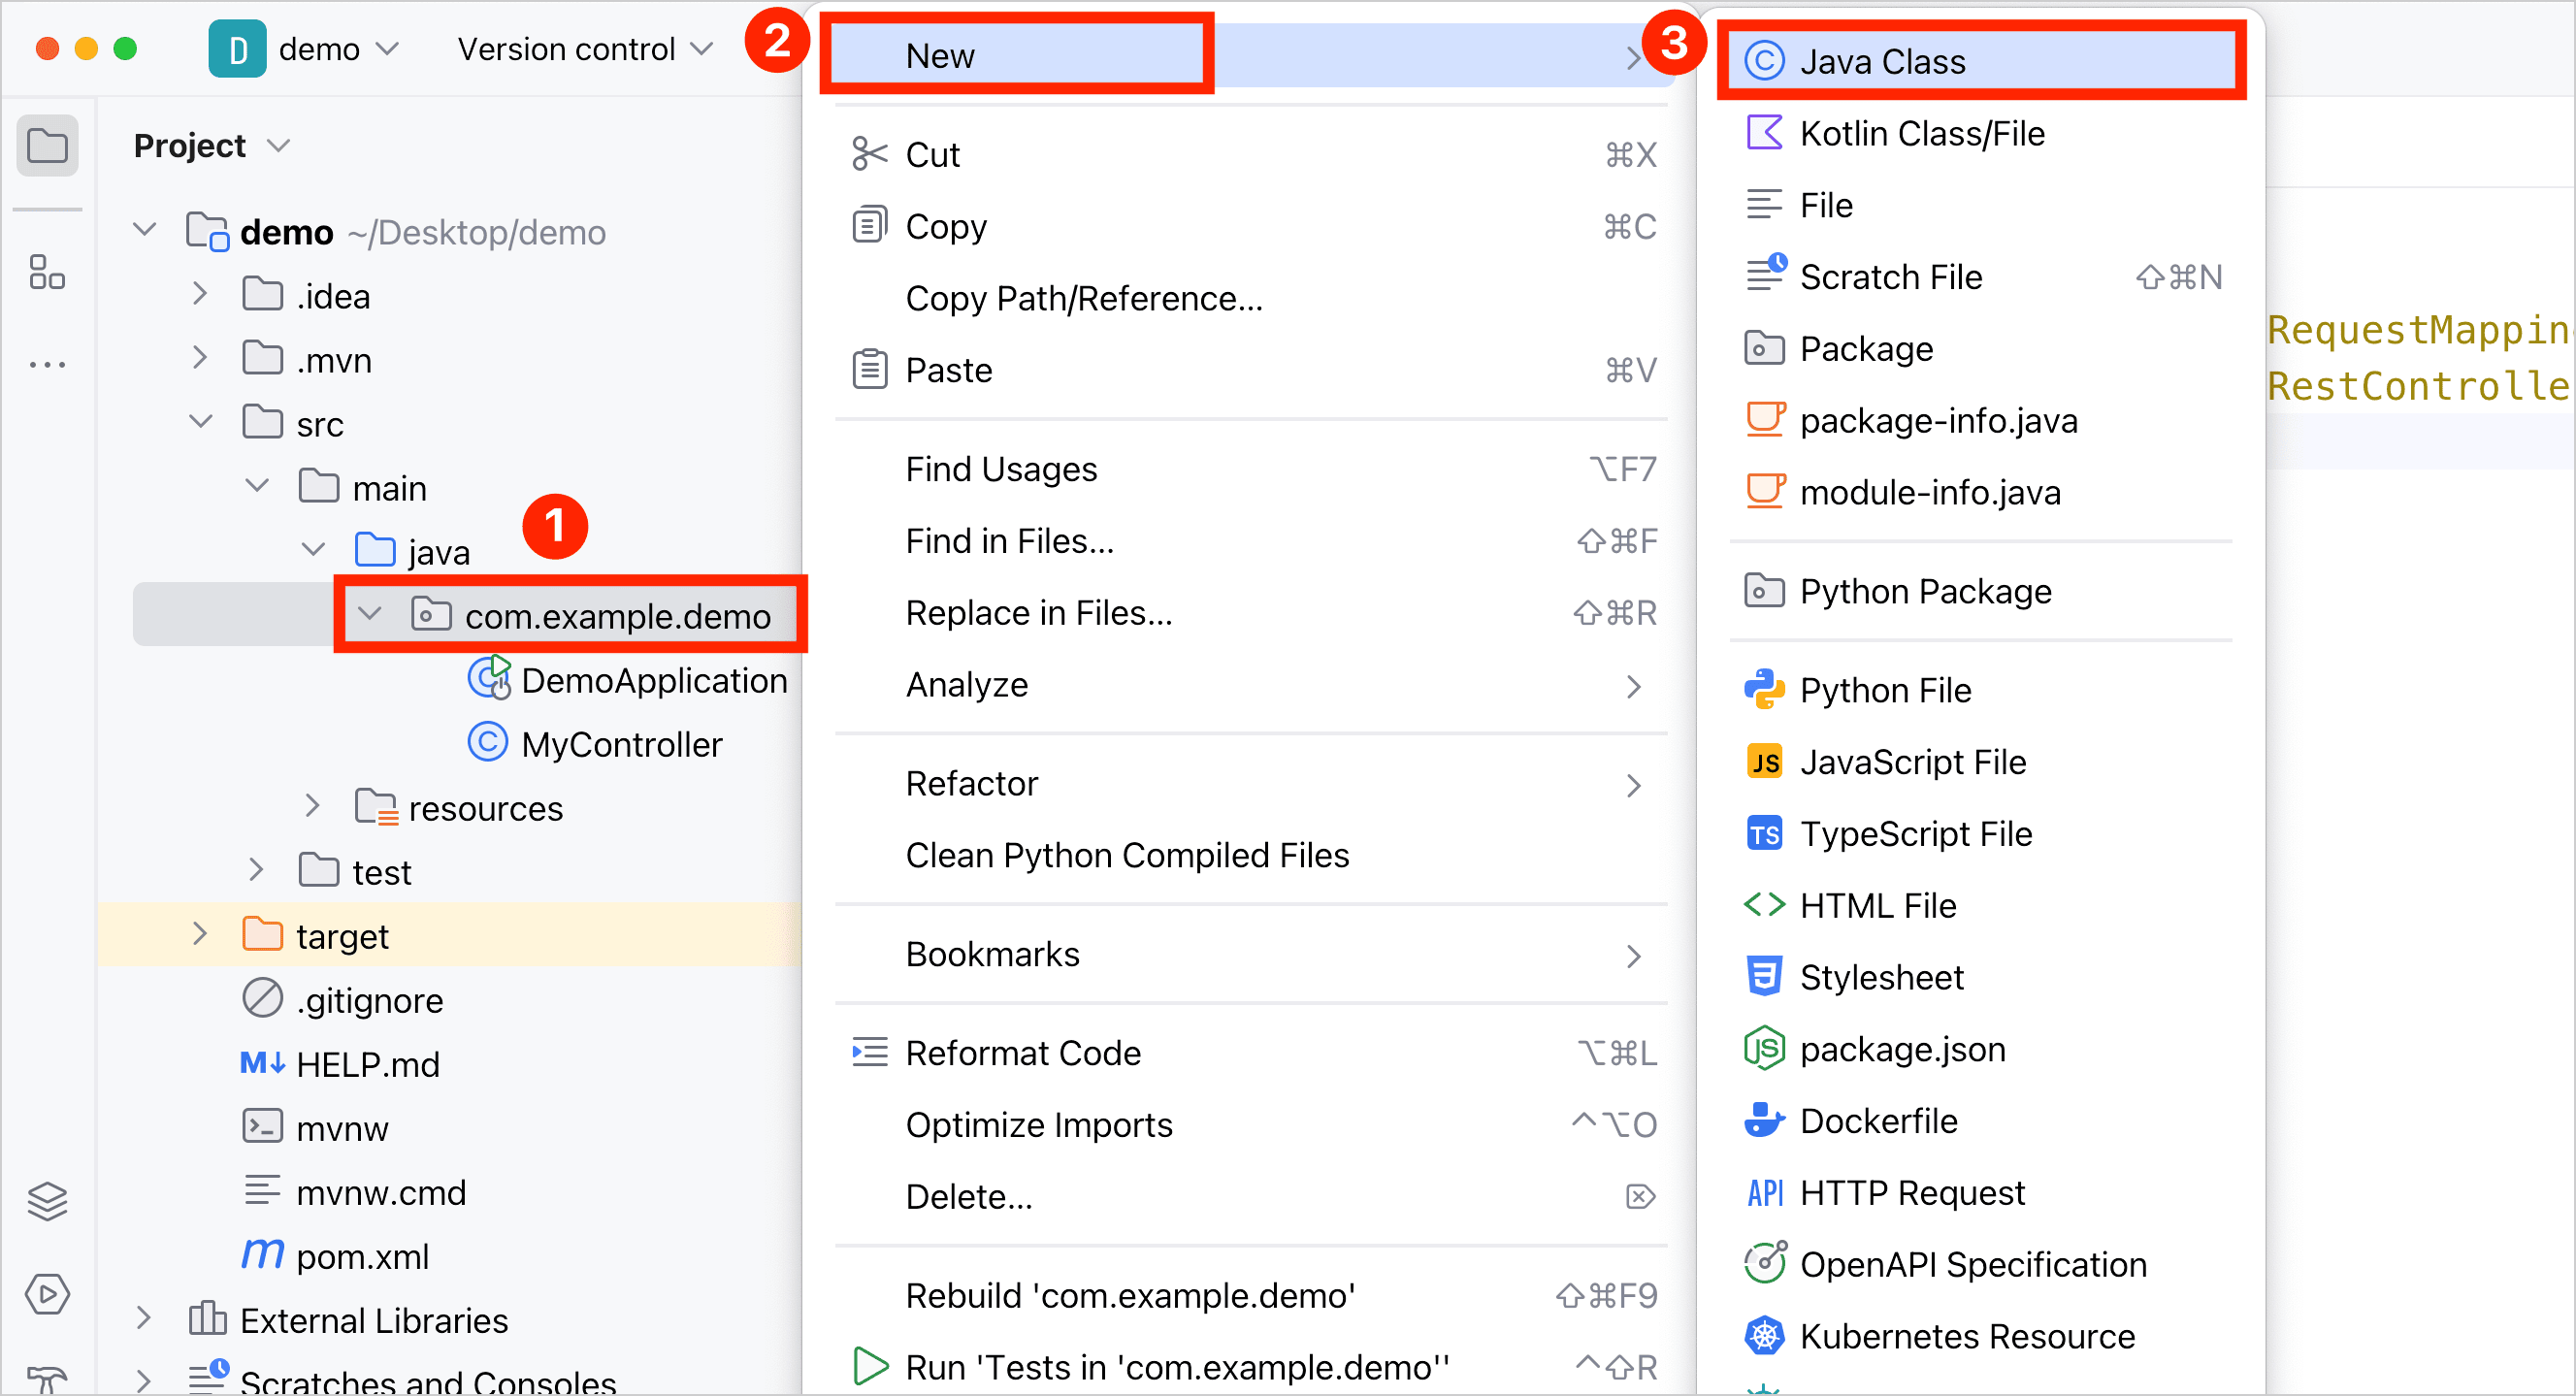 D demo Version control
Project
demo ~/Desktop/demo
.idea
.mvn
src
main
java
1
com.example.demo
DemoApplication
MyController
resources
test
target
.gitignore
M↓ HELP.md
mvnw
mvnw.cmd
m pom.xml
External Libraries
Scratches and Consoles
2
New
Cut ⌘X
Copy ⌘C
Copy Path/Reference...
Paste ⌘V
Find Usages ⌥F7
Find in Files... ⇧⌘F
Replace in Files... ⇧⌘R
Analyze
Refactor
Clean Python Compiled Files
Bookmarks
Reformat Code ⌥⌘L
Optimize Imports ^⌥O
Delete... ⌦
Rebuild 'com.example.demo' ⇧⌘F9
Run 'Tests in 'com.example.demo'' ^⇧R
3
C Java Class
Kotlin Class/File
File
Scratch File ⇧⌘N
Package
package-info.java
module-info.java
Python Package
Python File
JS JavaScript File
TS TypeScript File
<> HTML File
Stylesheet
JS package.json
Dockerfile
API HTTP Request
OpenAPI Specification
Kubernetes Resource
RequestMappin
RestControlle